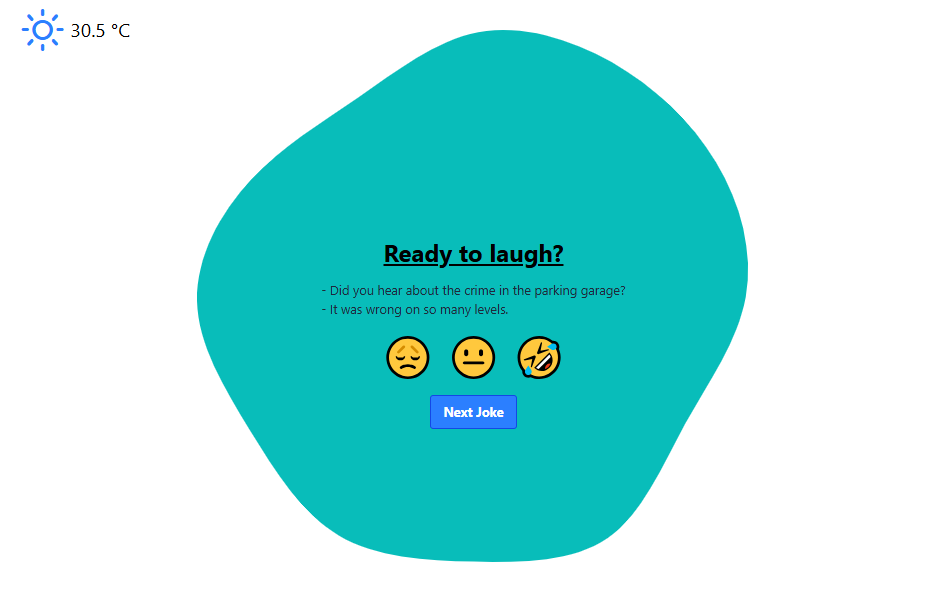 30.5 °C
Ready to laugh?
- Did you hear about the crime in the parking garage?
- It was wrong on so many levels.
Next Joke